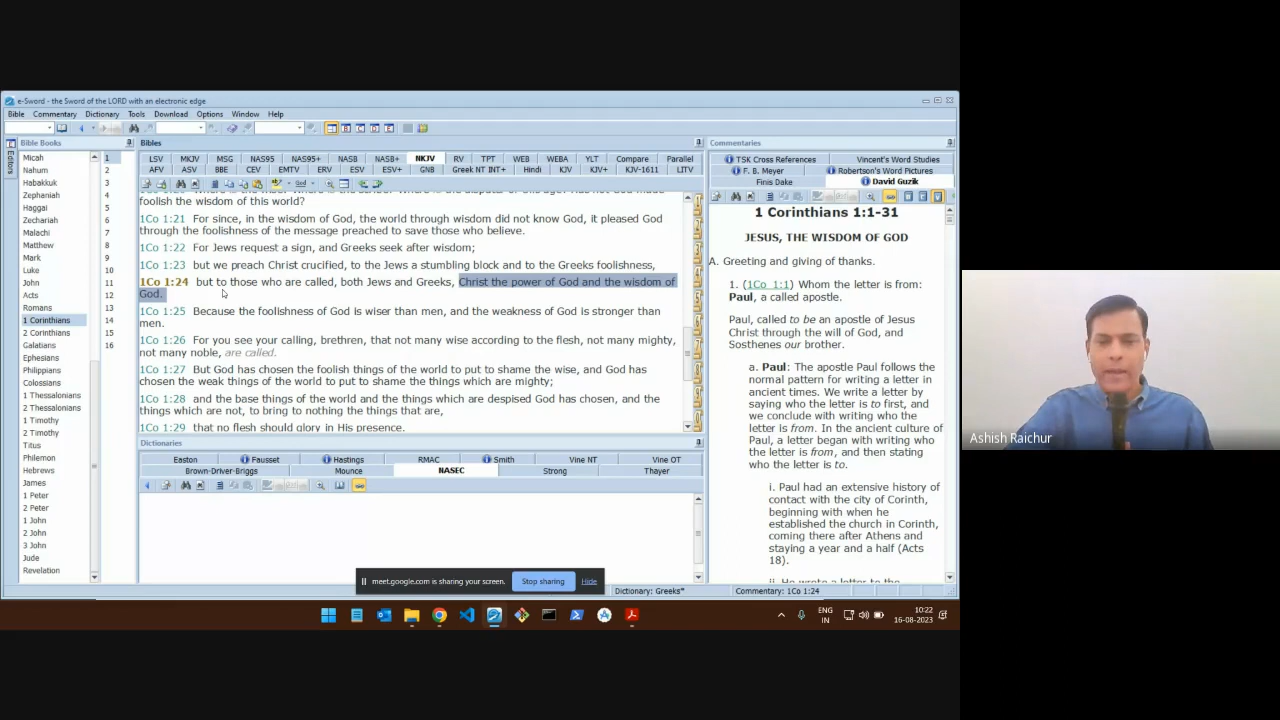 e-Sword - the Sword of the LORD with an electronic edge
Bible Commentary Dictionary Tools Download Options Window Help
Bible Books
Editors
Micah
Nahum
Habakkuk
Zephaniah
Haggai
Zechariah
Malachi
Matthew
Mark
Luke
John
Acts
Romans
1 Corinthians
2 Corinthians
Galatians
Ephesians
Philippians
Colossians
1 Thessalonians
2 Thessalonians
1 Timothy
2 Timothy
Titus
Philemon
Hebrews
James
1 Peter
2 Peter
1 John
2 John
3 John
Jude
Revelation
1
2
3
4
5
6
7
8
9
10
11
12
13
14
15
16
Bibles
LSV MKJV MSG NAS95 NAS95+ NASB NASB+ NKJV RV TPT WEB WEBA YLT Compare Parallel
AFV ASV BBE CEV EMTV ERV ESV ESV+ GNB Greek NT INT+ Hindi KJV KJV+ KJV-1611 LITV
foolish the wisdom of this world?
1Co 1:21 For since, in the wisdom of God, the world through wisdom did not know God, it pleased God
through the foolishness of the message preached to save those who believe.
1Co 1:22 For Jews request a sign, and Greeks seek after wisdom;
1Co 1:23 but we preach Christ crucified, to the Jews a stumbling block and to the Greeks foolishness,
1Co 1:24 but to those who are called, both Jews and Greeks, Christ the power of God and the wisdom of
God.
1Co 1:25 Because the foolishness of God is wiser than men, and the weakness of God is stronger than
men.
1Co 1:26 For you see your calling, brethren, that not many wise according to the flesh, not many mighty,
not many noble, are called.
1Co 1:27 But God has chosen the foolish things of the world to put to shame the wise, and God has
chosen the weak things of the world to put to shame the things which are mighty;
1Co 1:28 and the base things of the world and the things which are despised God has chosen, and the
things which are not, to bring to nothing the things that are,
1Co 1:29 that no flesh should glory in His presence.
Dictionaries
Easton Fausset Hastings RMAC Smith Vine NT Vine OT
Brown-Driver-Briggs Mounce NASEC Strong Thayer
Commentaries
TSK Cross References Vincent's Word Studies
F. B. Meyer Robertson's Word Pictures
Finis Dake David Guzik
1 Corinthians 1:1-31
JESUS, THE WISDOM OF GOD
A. Greeting and giving of thanks.
1. (1Co_1:1) Whom the letter is from:
Paul, a called apostle.
Paul, called to be an apostle of Jesus
Christ through the will of God, and
Sosthenes our brother.
a. Paul: The apostle Paul follows the
normal pattern for writing a letter in
ancient times. We write a letter by
saying who the letter is to first, and
we conclude with writing who the
letter is from. In the ancient culture of
Paul, a letter began with writing who
the letter is from, and then stating
who the letter is to.
i. Paul had an extensive history of
contact with the city of Corinth,
beginning with when he
established the church in Corinth,
coming there after Athens and
staying a year and a half (Acts
18).
ii. He wrote a letter to the
meet.google.com is sharing your screen. Stop sharing Hide
Dictionary: Greeks* Commentary: 1Co 1:24
ENG
IN
10:22
16-08-2023
Ashish Raichur